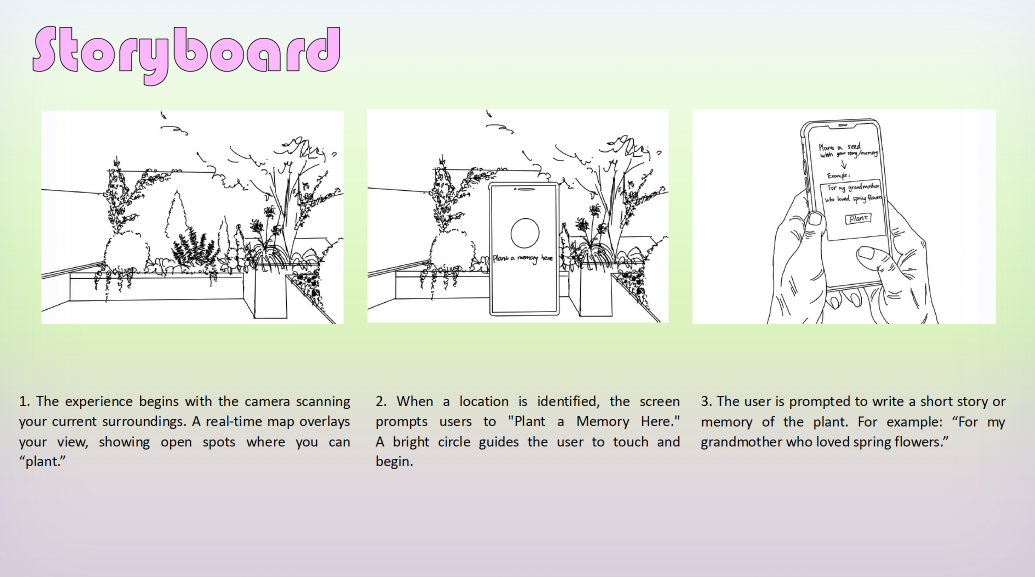 Storyboard
Plant a memory here
Plant a seed
with your story/memory
Example:
For my grandmother
who loved spring flowers
Plant
1. The experience begins with the camera scanning
your current surroundings. A real-time map overlays
your view, showing open spots where you can
“plant.”
2. When a location is identified, the screen
prompts users to "Plant a Memory Here."
A bright circle guides the user to touch and
begin.
3. The user is prompted to write a short story or
memory of the plant. For example: “For my
grandmother who loved spring flowers.”